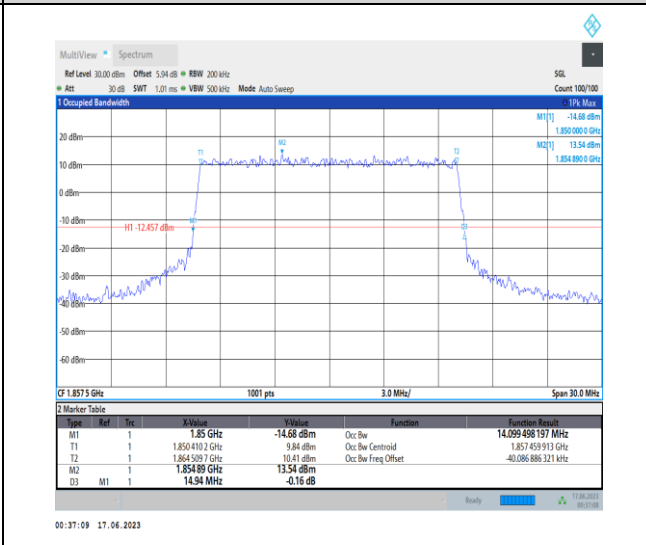 MultiView Spectrum
Ref Level 30.00 dBm Offset 5.94 dB RBW 200 kHz SGL
Att 30 dB SWT 1.01 ms VBW 500 kHz Mode Auto Sweep Count 100/100
1 Occupied Bandwidth 1Pk Max
M1[1] -14.68 dBm
1.850 000 0 GHz
M2[1] 13.54 dBm
1.854 890 0 GHz
20 dBm
M2
T1
T2
10 dBm
0 dBm
-10 dBm
M1
H1 -12.457 dBm
D3
-20 dBm
-30 dBm
-40 dBm
-50 dBm
-60 dBm
CF 1.857 5 GHz 1001 pts 3.0 MHz/ Span 30.0 MHz
2 Marker Table
Type Ref Trc X-Value Y-Value Function Function Result
M1 1 1.85 GHz -14.68 dBm Occ Bw 14.099 498 197 MHz
T1 1 1.850 410 2 GHz 9.84 dBm Occ Bw Centroid 1.857 459 913 GHz
T2 1 1.864 509 7 GHz 10.41 dBm Occ Bw Freq Offset -40.086 886 321 kHz
M2 1 1.854 89 GHz 13.54 dBm
D3 M1 1 14.94 MHz -0.16 dB
Ready 17.06.2023
00:37:08
00:37:09 17.06.2023